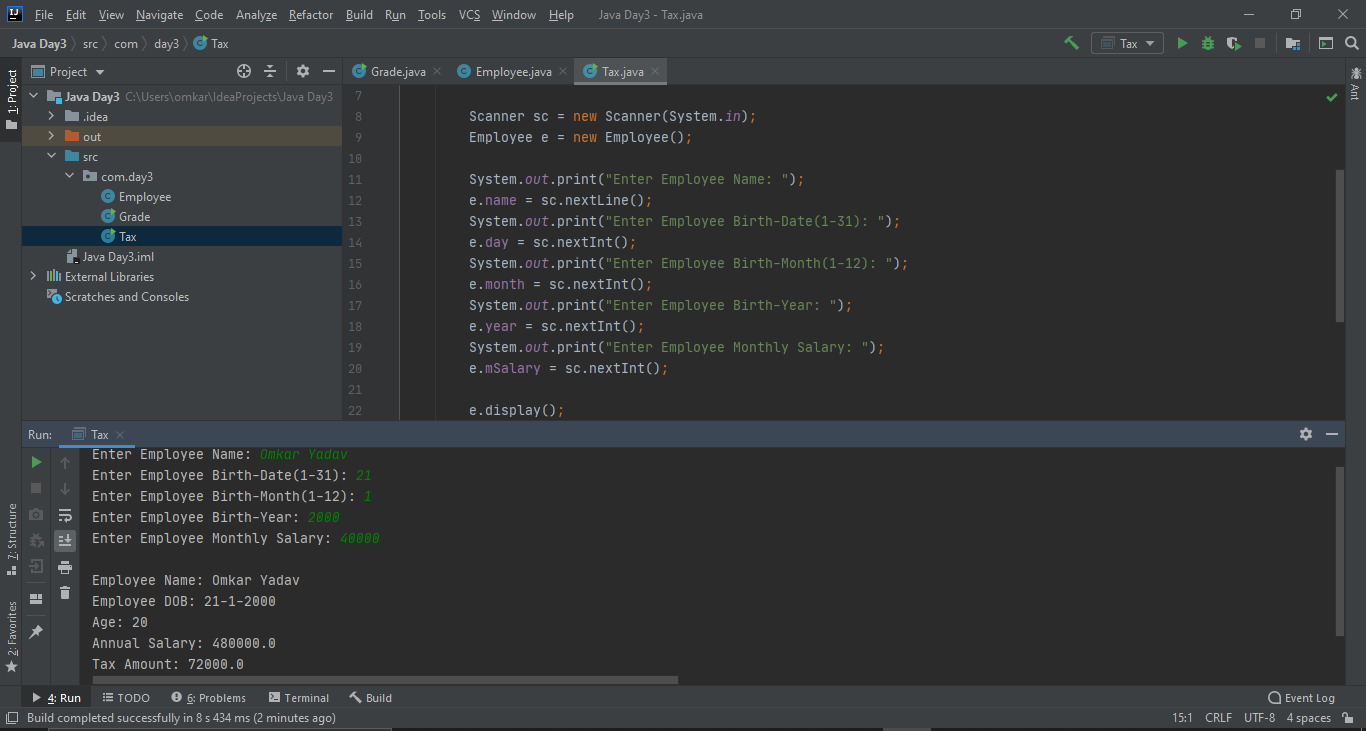 File Edit View Navigate Code Analyze Refactor Build Run Tools VCS Window Help Java Day3 - Tax.java
Java Day3 src com day3 Tax
Tax
1: Project
Project
Grade.java Employee.java Tax.java
Ant
Java Day3 C:\Users\omkar\IdeaProjects\Java Day3
.idea
out
src
com.day3
Employee
Grade
Tax
Java Day3.iml
External Libraries
Scratches and Consoles
7
8 Scanner sc = new Scanner(System.in);
9 Employee e = new Employee();
10
11 System.out.print("Enter Employee Name: ");
12 e.name = sc.nextLine();
13 System.out.print("Enter Employee Birth-Date(1-31): ");
14 e.day = sc.nextInt();
15 System.out.print("Enter Employee Birth-Month(1-12): ");
16 e.month = sc.nextInt();
17 System.out.print("Enter Employee Birth-Year: ");
18 e.year = sc.nextInt();
19 System.out.print("Enter Employee Monthly Salary: ");
20 e.mSalary = sc.nextInt();
21
22 e.display();
Run: Tax
Enter Employee Name: Omkar Yadav
Enter Employee Birth-Date(1-31): 21
Enter Employee Birth-Month(1-12): 1
Enter Employee Birth-Year: 2000
Enter Employee Monthly Salary: 40000
Employee Name: Omkar Yadav
Employee DOB: 21-1-2000
Age: 20
Annual Salary: 480000.0
Tax Amount: 72000.0
7: Structure
2: Favorites
4: Run TODO 6: Problems Terminal Build Event Log
Build completed successfully in 8 s 434 ms (2 minutes ago) 15:1 CRLF UTF-8 4 spaces